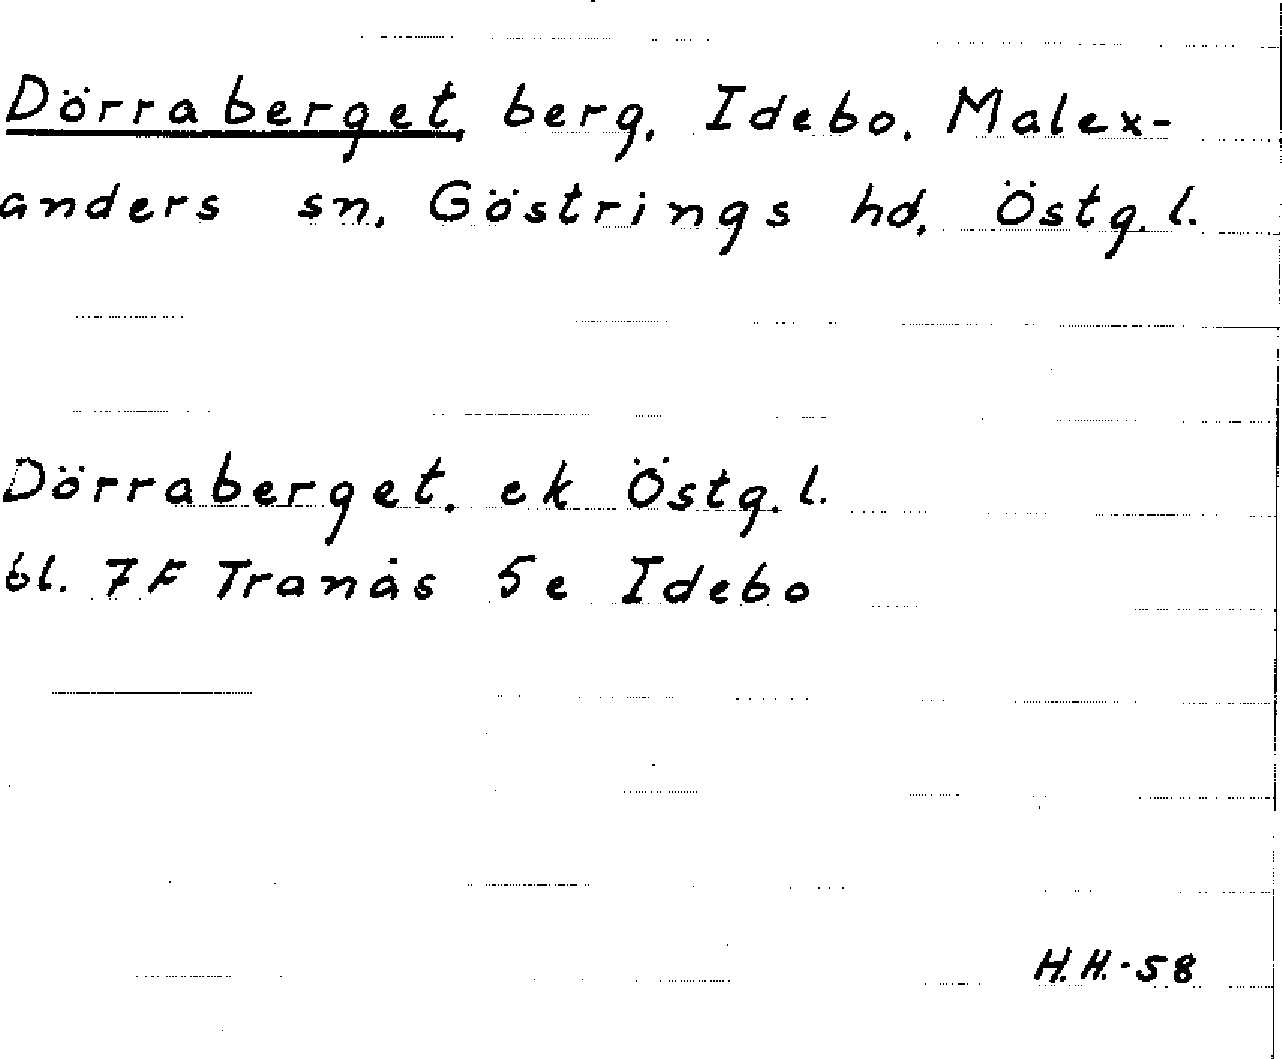 Dörraberget, berg, Idebo, Malex-
anders sn, Göstrings hd, Östg. l.
Dörraberget, ek Östg. l.
bl. 7F Tranås 5e Idebo
H.H.-58